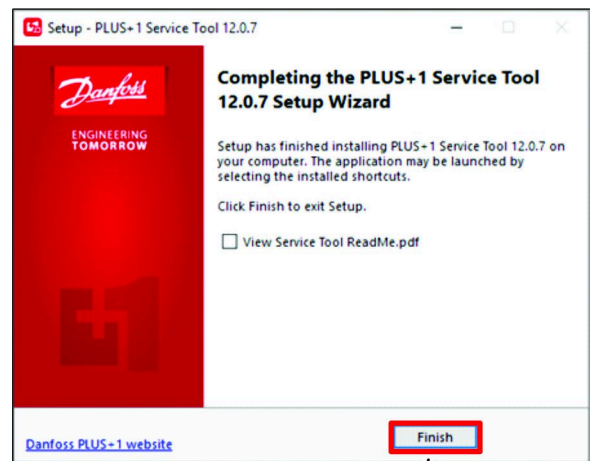 Setup - PLUS+1 Service Tool 12.0.7
Danfoss
ENGINEERING
TOMORROW
Completing the PLUS+1 Service Tool
12.0.7 Setup Wizard
Setup has finished installing PLUS+1 Service Tool 12.0.7 on
your computer. The application may be launched by
selecting the installed shortcuts.
Click Finish to exit Setup.
View Service Tool ReadMe.pdf
+1
Danfoss PLUS+1 website
Finish